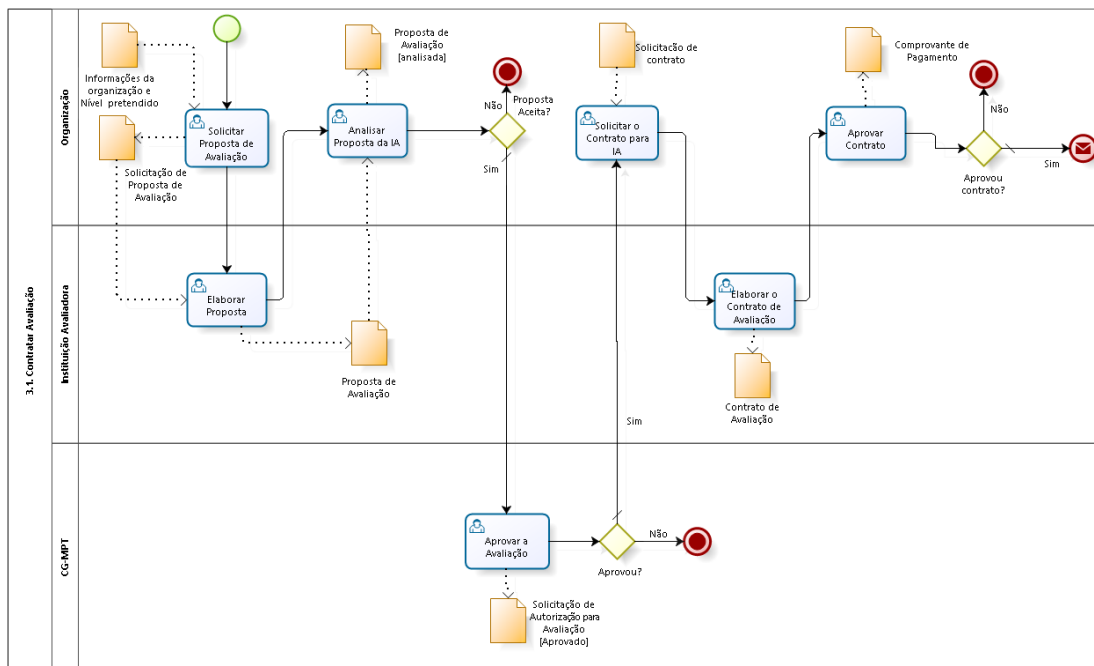 3.1. Contratar Avaliação
Organização
Informações da
organização e
Nível pretendido
Solicitar
Proposta de
Avaliação
Solicitação de
Proposta de
Avaliação
Proposta de
Avaliação
[analisada]
Analisar
Proposta da IA
Não
Proposta
Aceita?
Sim
Solicitação de
contrato
Solicitar o
Contrato para
IA
Comprovante de
Pagamento
Aprovar
Contrato
Não
Sim
Aprovou
contrato?
Instituição Avaliadora
Elaborar
Proposta
Proposta de
Avaliação
Elaborar o
Contrato de
Avaliação
Contrato de
Avaliação
Sim
CG-MPT
Aprovar a
Avaliação
Não
Aprovou?
Solicitação de
Autorização para
Avaliação
[Aprovado]